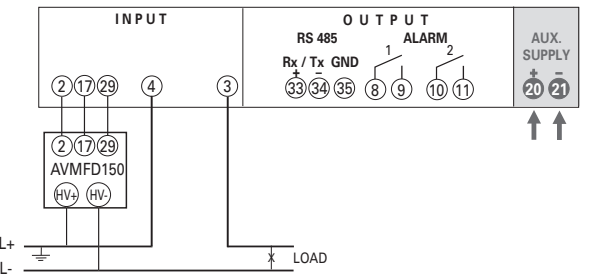 INPUT
OUTPUT
RS 485
ALARM
AUX.
SUPPLY
1
2
Rx / Tx GND
+ –
+ –
2 17 29 4 3 33 34 35 8 9 10 11 20 21
2 17 29
AVMFD150
HV+ HV-
L+
L-
x LOAD